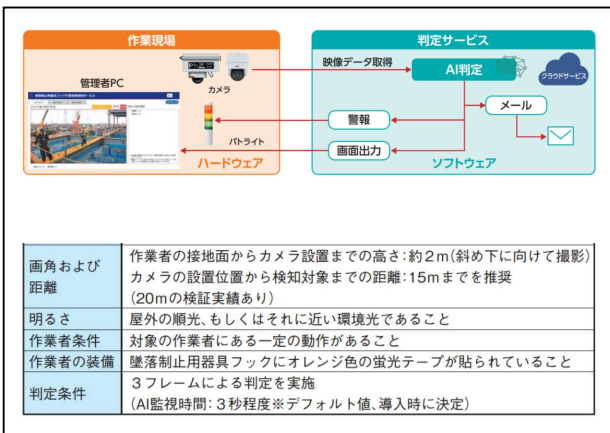 作業現場
判定サービス
管理者PC
カメラ
パトライト
ハードウェア
映像データ取得
AI判定
クラウドサービス
メール
警報
画面出力
ソフトウェア
画角および
距離
作業者の接地面からカメラ設置までの高さ：約2m（斜め下に向けて撮影）
カメラの設置位置から検知対象までの距離：15mまでを推奨
（20mの検証実績あり）
明るさ
屋外の順光、もしくはそれに近い環境光であること
作業者条件
対象の作業者にある一定の動作があること
作業者の装備
墜落制止用器具フックにオレンジ色の蛍光テープが貼られていること
判定条件
3フレームによる判定を実施
（AI監視時間：3秒程度※デフォルト値、導入時に決定）